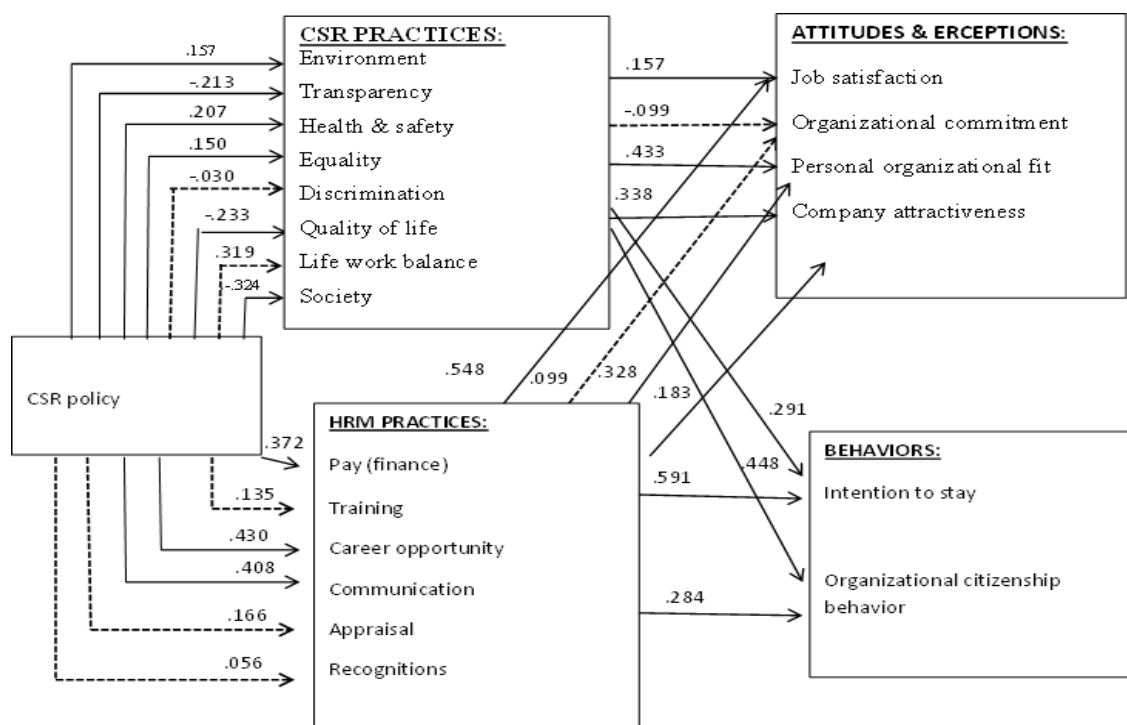 CSR PRACTICES:
Environment
Transparency
Health & safety
Equality
Discrimination
Quality of life
Life work balance
Society
.157
-.213
.207
.150
-.030
-.233
.319
-.324
ATTITUDES & ERCEPTIONS:
Job satisfaction
Organizational commitment
Personal organizational fit
Company attractiveness
.157
-.099
.433
.338
CSR policy
.548
.099
.328
.183
.291
.448
HRM PRACTICES:
Pay (finance)
Training
Career opportunity
Communication
Appraisal
Recognitions
.372
.135
.430
.408
.166
.056
.591
.284
BEHAVIORS:
Intention to stay
Organizational citizenship
behavior